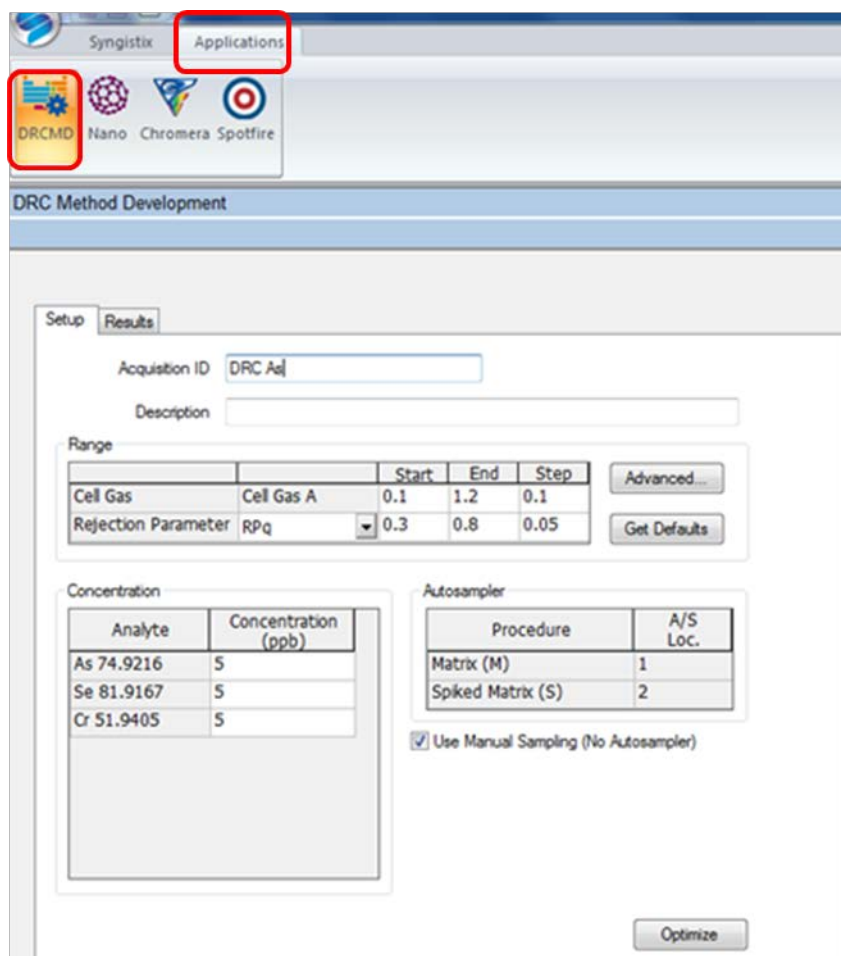 Syngistix Applications
DRCMD Nano Chromera Spotfire
DRC Method Development
Setup Results
Acquisition ID DRC As
Description
Range
Start End Step
Cell Gas Cell Gas A 0.1 1.2 0.1 Advanced...
Rejection Parameter RPq 0.3 0.8 0.05 Get Defaults
Concentration Autosampler
Analyte Concentration (ppb) Procedure A/S Loc.
As 74.9216 5 Matrix (M) 1
Se 81.9167 5 Spiked Matrix (S) 2
Cr 51.9405 5
Use Manual Sampling (No Autosampler)
Optimize